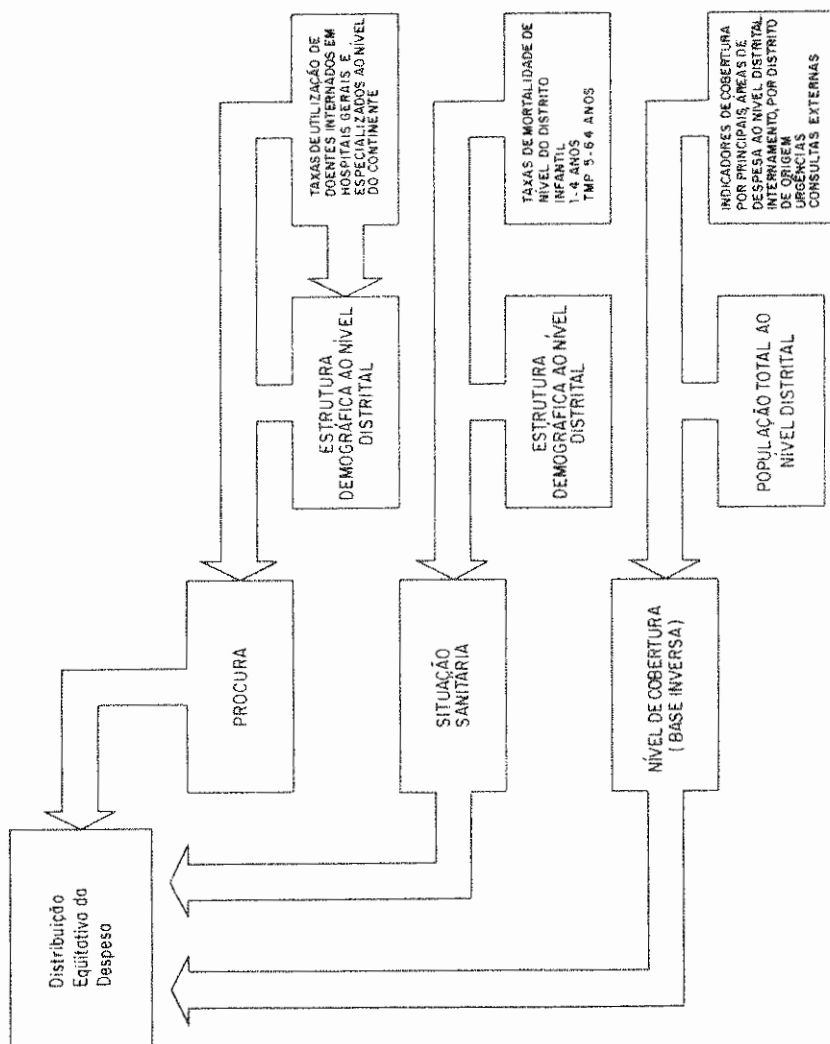 Distribuição
Eqüitativa da
Despesa
PROCURA
ESTRUTURA
DEMOGRÁFICA AO NÍVEL
DISTRITAL
TAXAS DE UTILIZAÇÃO DE
DOENTES INTERNADOS EM
HOSPITAIS GERAIS E
ESPECIALIZADOS AO NÍVEL
DO CONTINENTE
SITUAÇÃO
SANITÁRIA
ESTRUTURA
DEMOGRÁFICA AO NÍVEL
DISTRITAL
TAXAS DE MORTALIDADE DE
NÍVEL DO DISTRITO
INFANTIL
1-4 ANOS
TMP 5-64 ANOS
NÍVEL DE COBERTURA
(BASE INVERSA)
POPULAÇÃO TOTAL AO
NÍVEL DISTRITAL
INDICADORES DE COBERTURA
POR PRINCIPAIS, ÁREAS DE
DESPESA AO NÍVEL DISTRITAL
INTERNAMENTO, POR DISTRITO
DE ORIGEM
URGÊNCIAS
CONSULTAS EXTERNAS